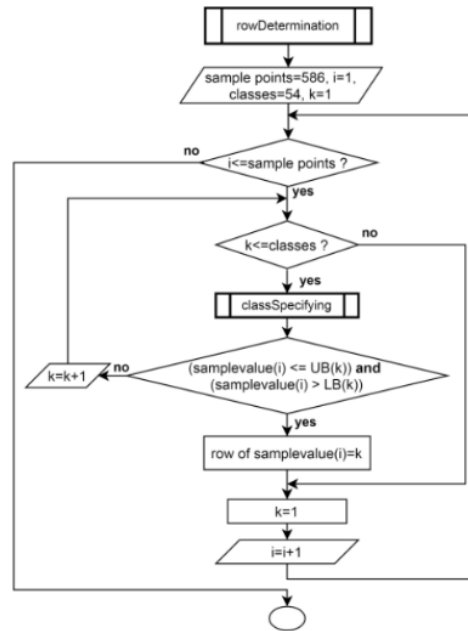 rowDetermination
sample points=586, i=1,
classes=54, k=1
no
i<=sample points ?
yes
k<=classes ?
no
yes
classSpecifying
(samplevalue(i) <= UB(k)) and
(samplevalue(i) > LB(k))
no
k=k+1
yes
row of samplevalue(i)=k
k=1
i=i+1